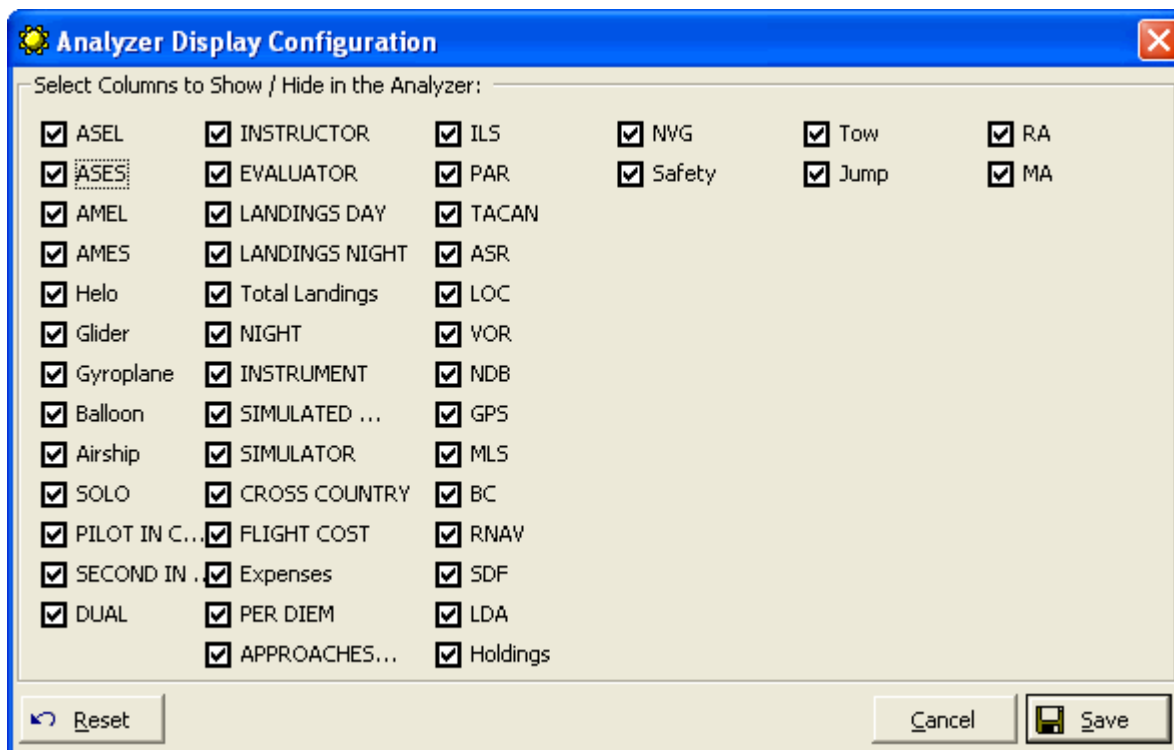 Analyzer Display Configuration
Select Columns to Show / Hide in the Analyzer:
ASEL INSTRUCTOR ILS NVG Tow RA
ASES EVALUATOR PAR Safety Jump MA
AMEL LANDINGS DAY TACAN
AMES LANDINGS NIGHT ASR
Helo Total Landings LOC
Glider NIGHT VOR
Gyroplane INSTRUMENT NDB
Balloon SIMULATED ... GPS
Airship SIMULATOR MLS
SOLO CROSS COUNTRY BC
PILOT IN C... FLIGHT COST RNAV
SECOND IN .. Expenses SDF
DUAL PER DIEM LDA
APPROACHES... Holdings
Reset Cancel Save